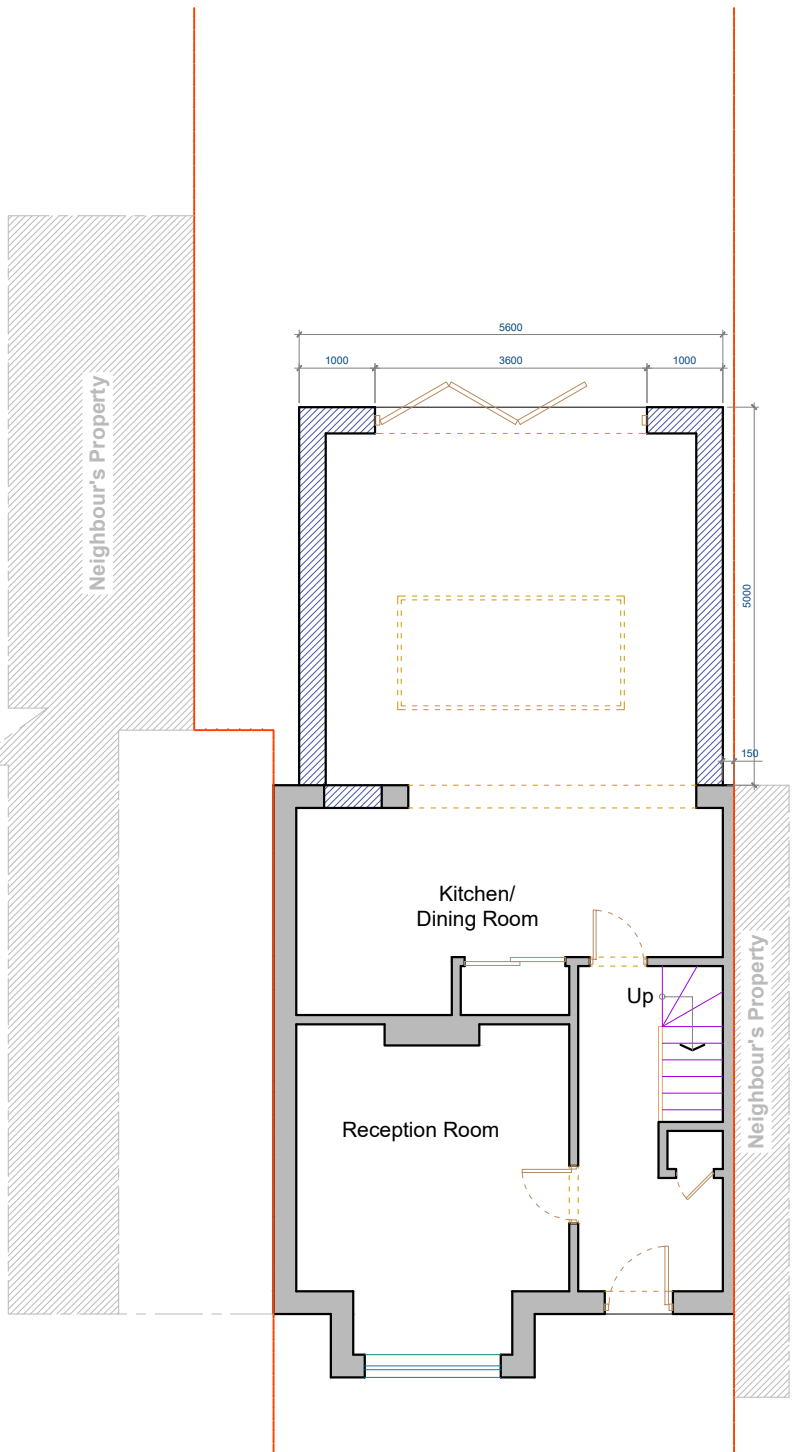 5600
1000
3600
1000
Neighbour's Property
5000
150
Kitchen/
Dining Room
Up
Neighbour's Property
Reception Room